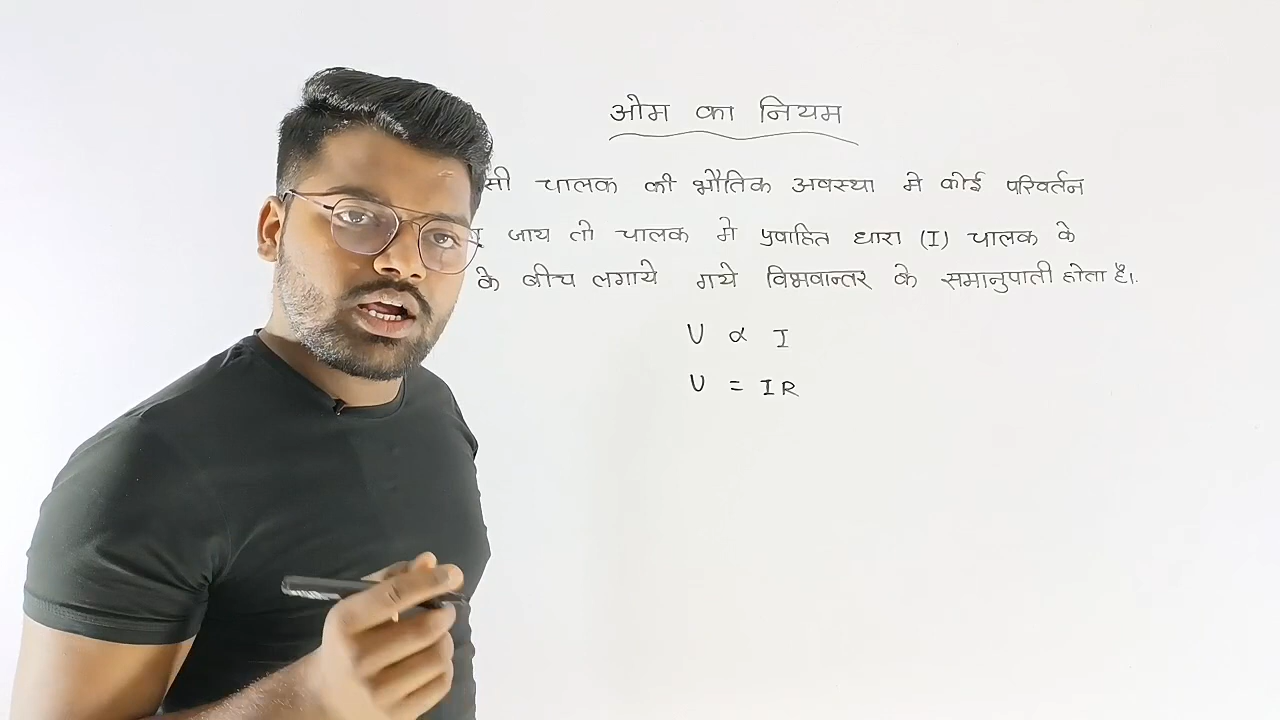 ओम का नियम
सी चालक की भौतिक अवस्था मे कोई परिवर्तन
जाय तो चालक मे प्रवाहित धारा (I) चालक के
के बीच लगाये गये विभवान्तर के समानुपाती होता है।
V ∝ I
V = IR